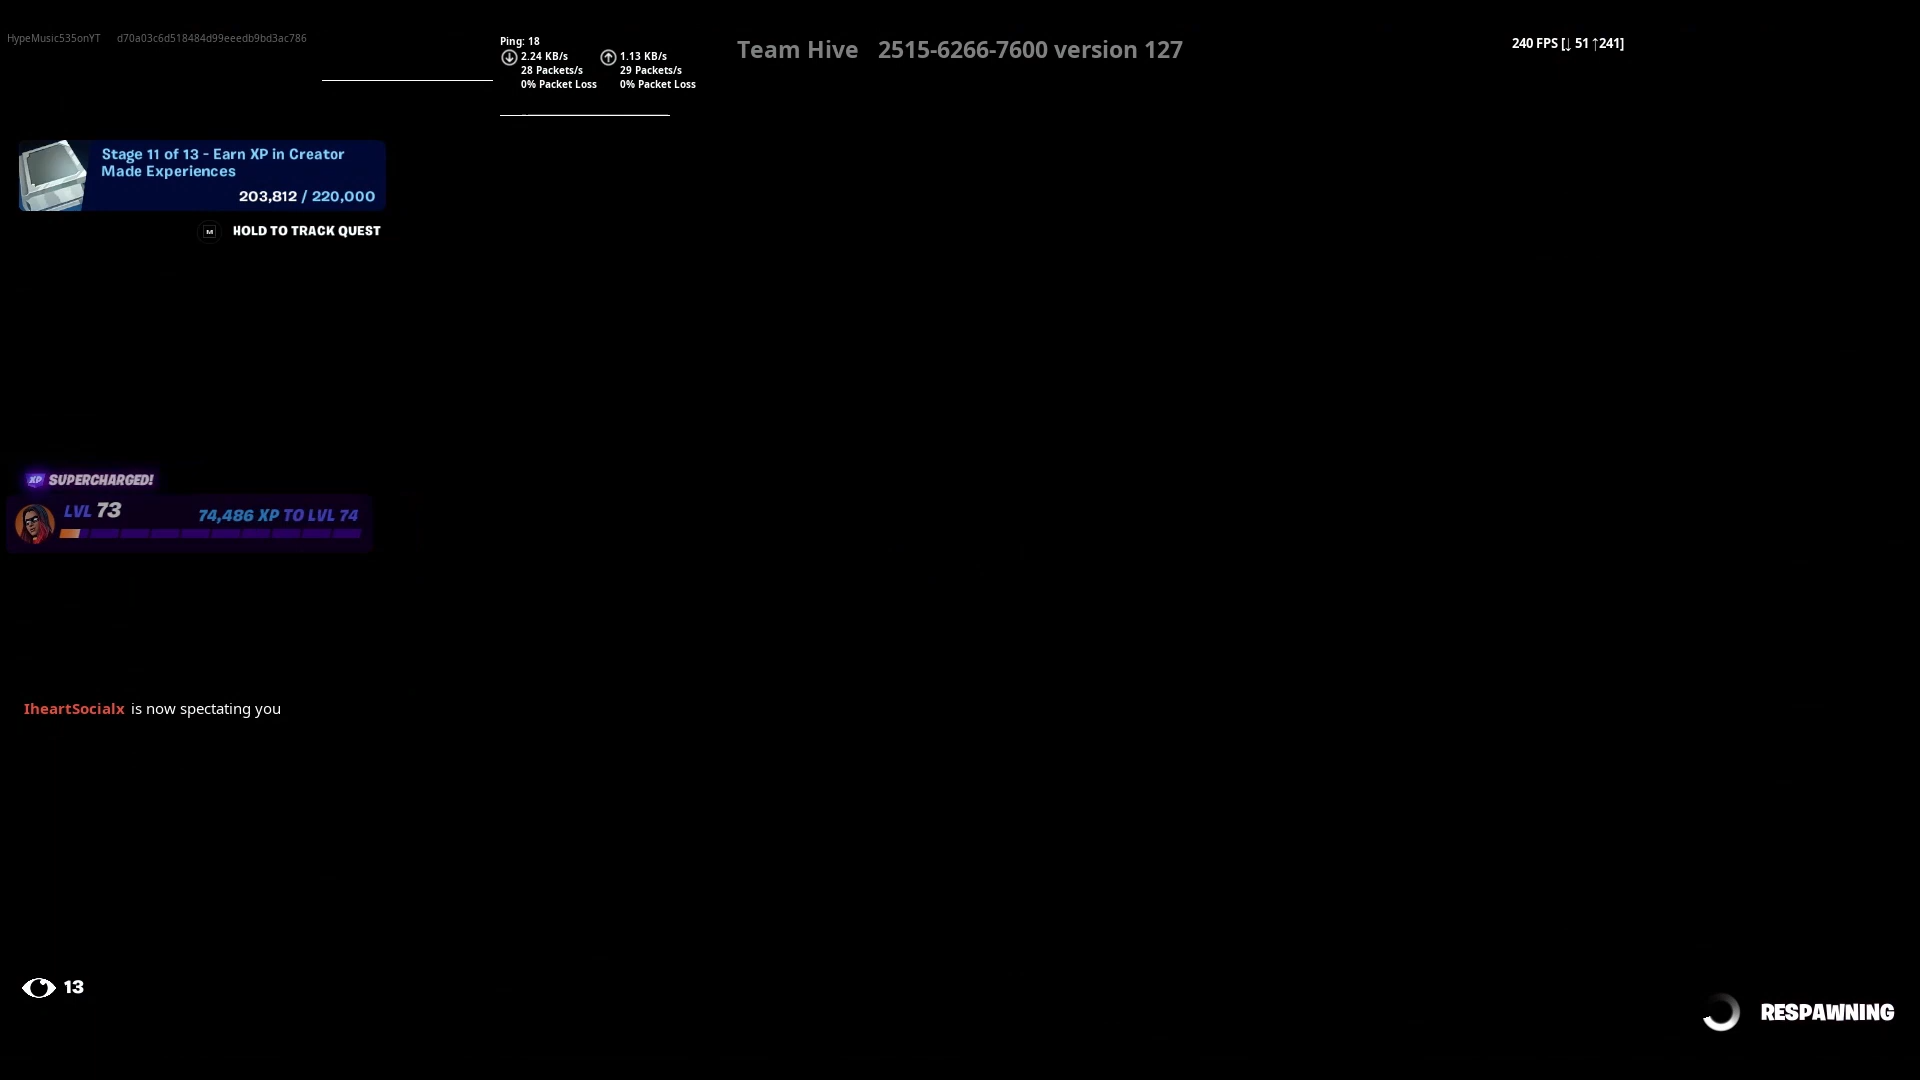 HypeMusic535onYT d70a03c6d518484d99eeedb9bd3ac786
Ping: 18
2.24 KB/s 1.13 KB/s
28 Packets/s 29 Packets/s
0% Packet Loss 0% Packet Loss
Team Hive 2515-6266-7600 version 127
240 FPS [↓ 51 ↑241]
Stage 11 of 13 - Earn XP in Creator
Made Experiences
203,812 / 220,000
M HOLD TO TRACK QUEST
XP SUPERCHARGED!
LVL 73 74,486 XP TO LVL 74
IheartSocialx is now spectating you
13
RESPAWNING